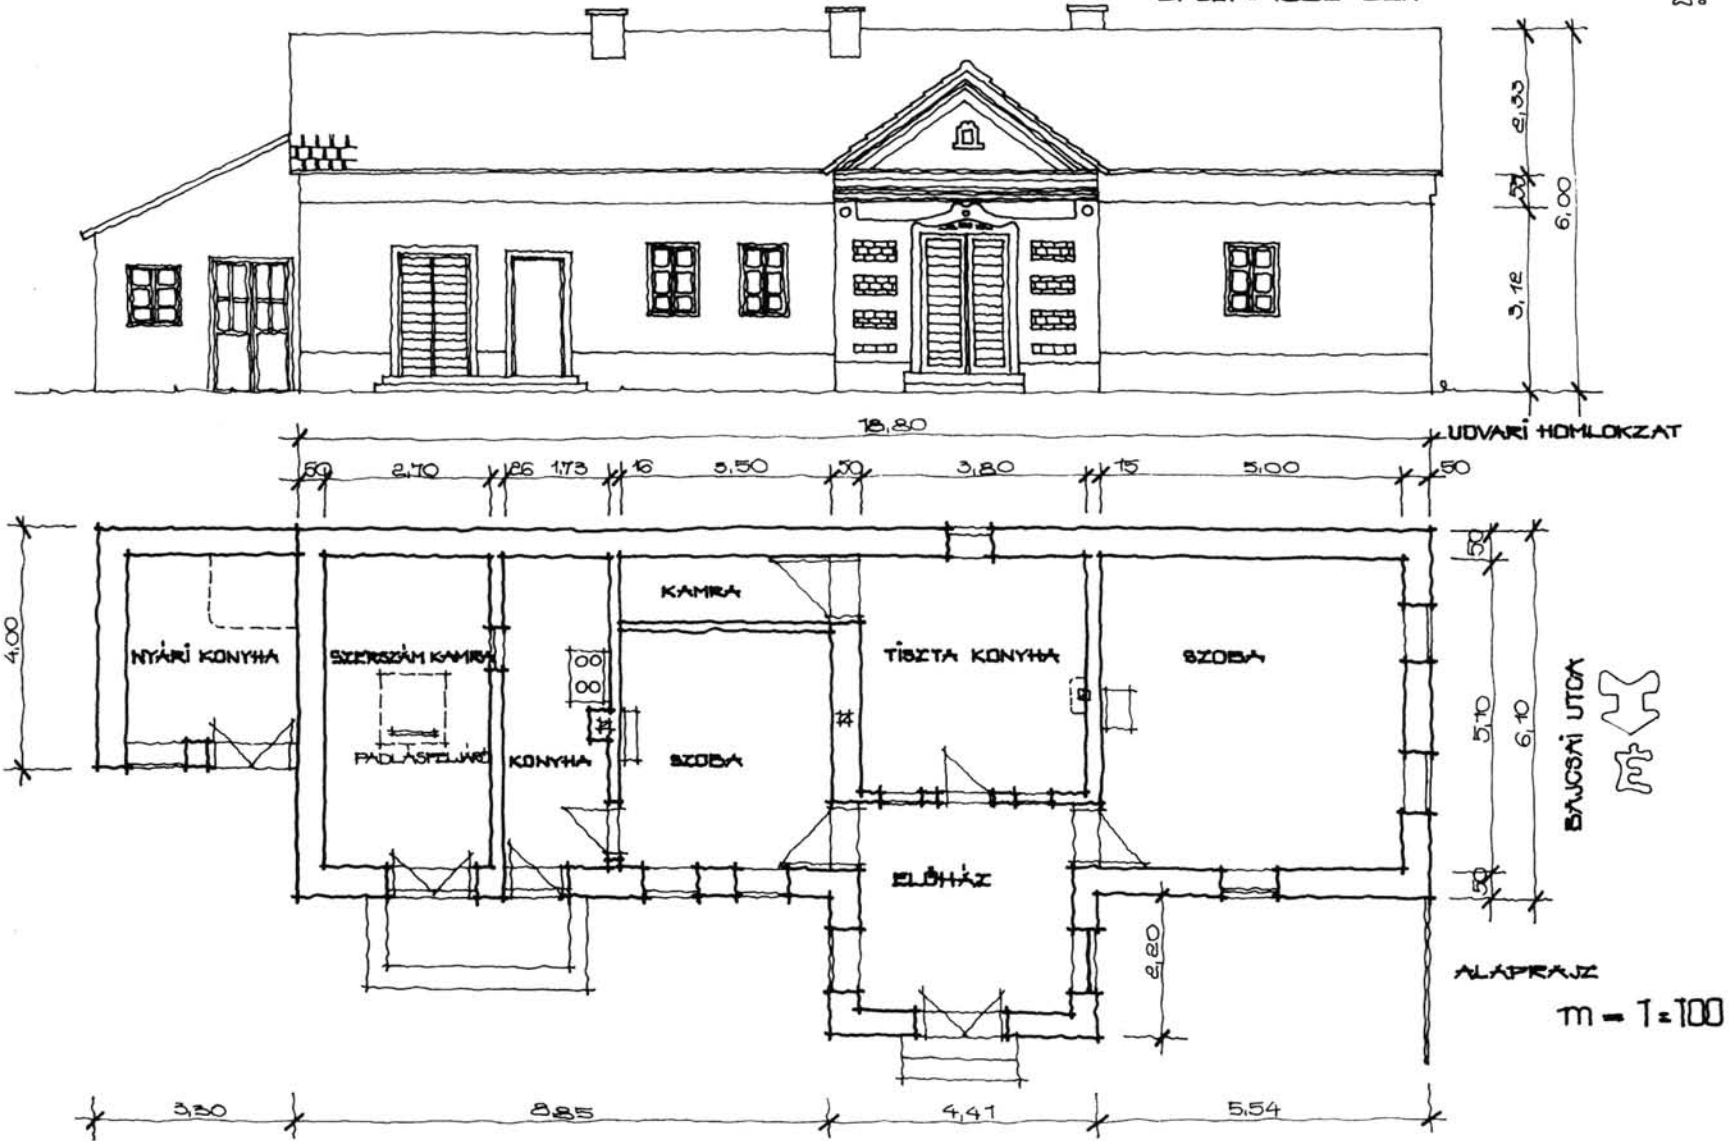 2,33
50
6,00
3,12
UDVARI HOMLOKZAT
18,80
50 2,70 26 1,73 16 3,50 50 3,80 15 5,00 50
4,00
50
5,10
6,10
50
KAMRA
NYÁRI KONYHA
SZERSZÁM KAMRA
TISZTA KONYHA
SZOBA
PADLÁSFELJÁRÓ
KONYHA
SZOBA
BAJCSAI UTCA
É
ELŐHÁZ
2,20
ALAPRAJZ
m = 1:100
3,30 8,85 4,41 5,54